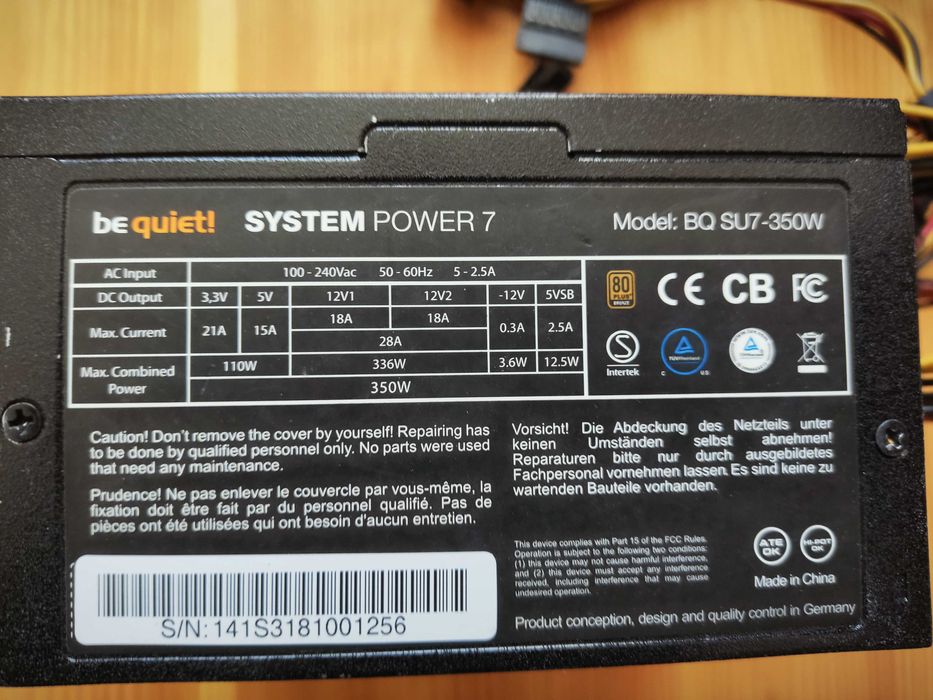 be quiet! SYSTEM POWER 7 Model: BQ SU7-350W
AC Input 100 - 240Vac 50 - 60Hz 5 - 2.5A
DC Output 3,3V 5V 12V1 12V2 -12V 5VSB
Max. Current 21A 15A 18A 18A 0.3A 2.5A
28A
Max. Combined Power 110W 336W 3.6W 12.5W
350W
80
PLUS
BRONZE
CE CB FC
Intertek
TÜVRheinland
C US
Caution! Don't remove the cover by yourself! Repairing has
to be done by qualified personnel only. No parts were used
that need any maintenance.
Prudence! Ne pas enlever le couvercle par vous-même, la
fixation doit être fait par du personnel qualifié. Pas de
pièces ont été utilisées qui ont besoin d'aucun entretien.
Vorsicht! Die Abdeckung des Netzteils unter
keinen Umständen selbst abnehmen!
Reparaturen bitte nur durch ausgebildetes
Fachpersonal vornehmen lassen. Es sind keine zu
wartenden Bauteile vorhanden.
This device complies with Part 15 of the FCC Rules.
Operation is subject to the following two conditions:
(1) this device may not cause harmful interference,
and (2) this device must accept any interference
received, including interference that may cause
undesired operation.
ATE
OK
HI-POT
OK
Made in China
Product conception, design and quality control in Germany
S/N: 141S3181001256